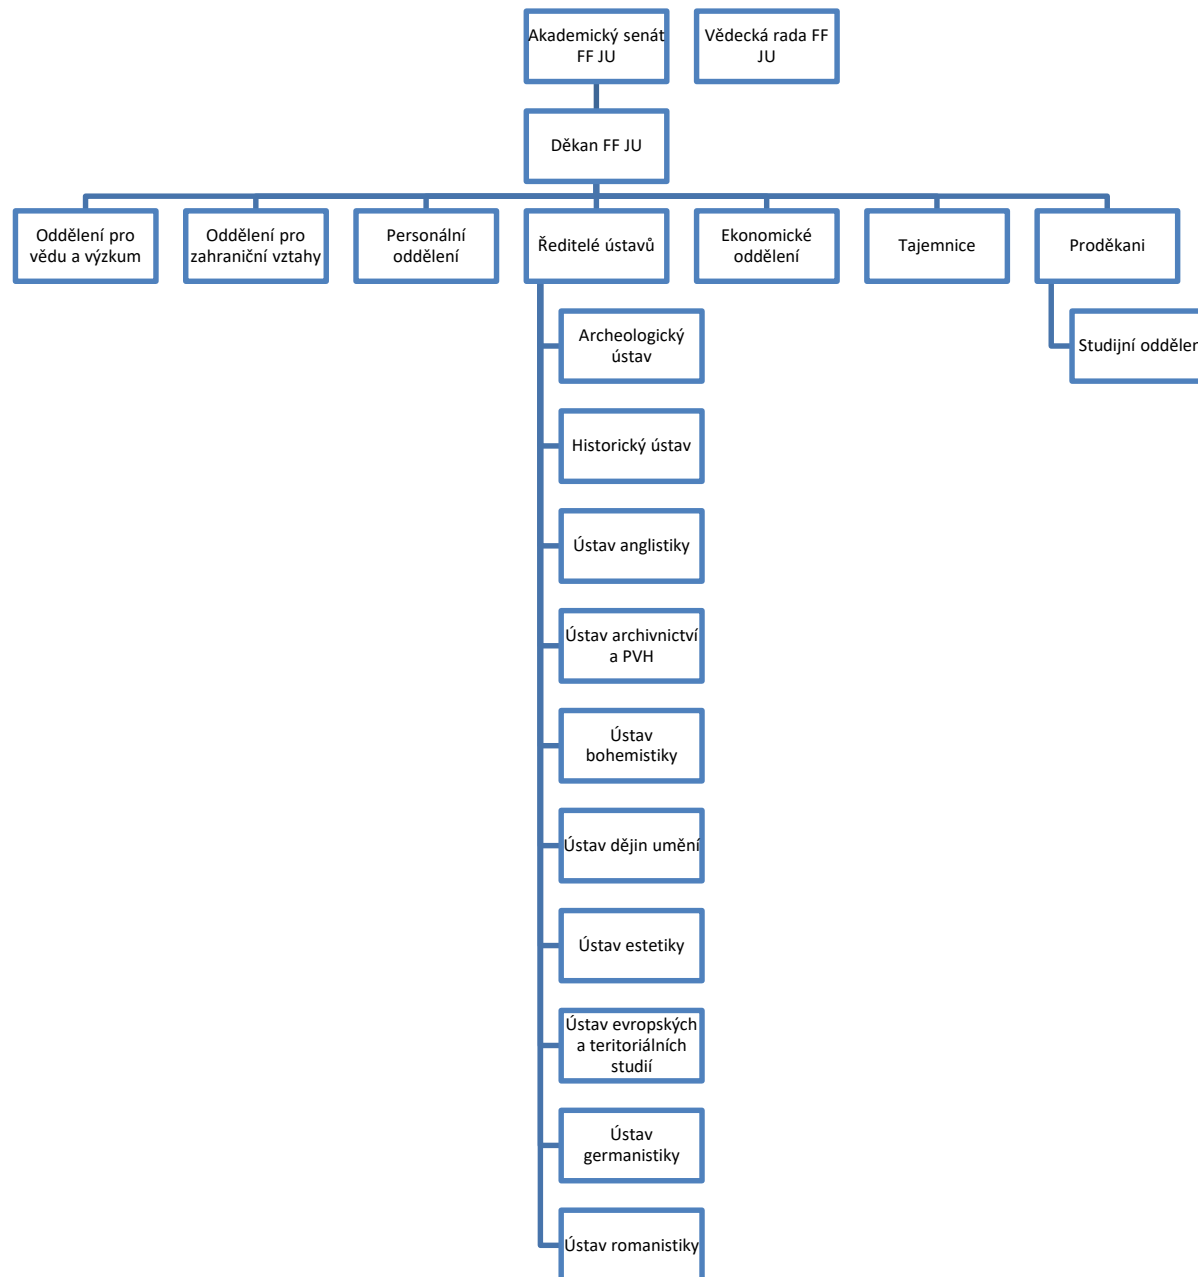 Akademický senát
FF JU
Vědecká rada FF
JU
Děkan FF JU
Oddělení pro
vědu a výzkum
Oddělení pro
zahraniční vztahy
Personální
oddělení
Ředitelé ústavů
Ekonomické
oddělení
Tajemnice
Proděkani
Archeologický
ústav
Studijní oddělen
Historický ústav
Ústav anglistiky
Ústav archivnictví
a PVH
Ústav
bohemistiky
Ústav dějin umění
Ústav estetiky
Ústav evropských
a teritoriálních
studií
Ústav
germanistiky
Ústav romanistiky